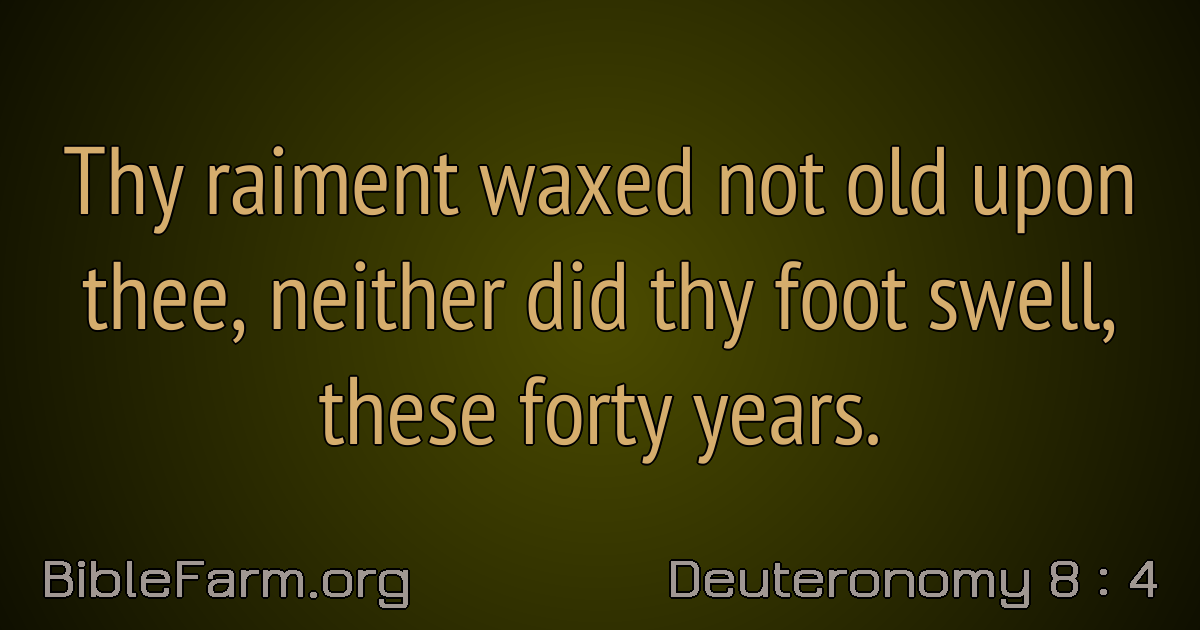 Thy raiment waxed not old upon
thee, neither did thy foot swell,
these forty years.
BibleFarm.org
Deuteronomy 8 : 4